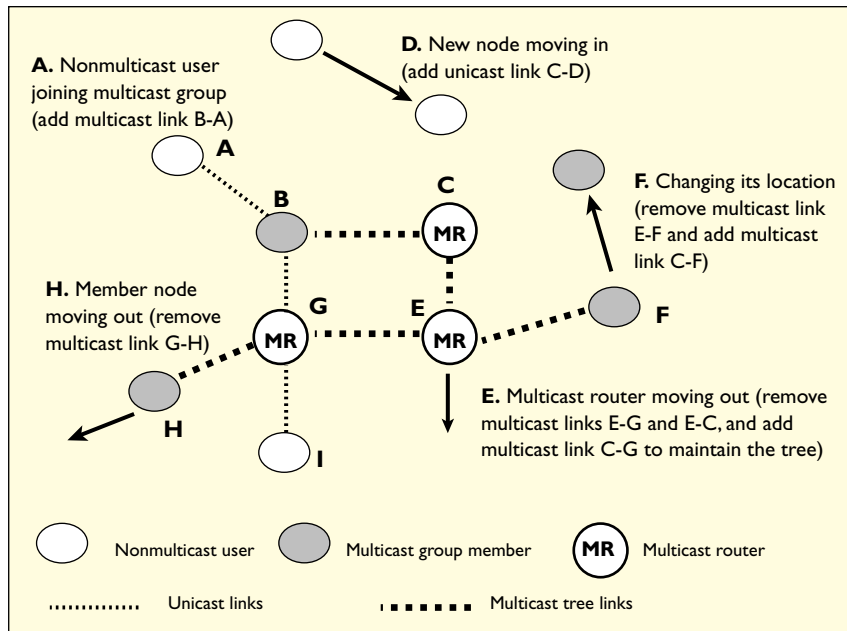 D. New node moving in
(add unicast link C-D)
A. Nonmulticast user
joining multicast group
(add multicast link B-A)
A
B
C
MR
F. Changing its location
(remove multicast link
E-F and add multicast
link C-F)
H. Member node
moving out (remove
multicast link G-H)
G
MR
E
MR
F
H
I
E. Multicast router moving out (remove
multicast links E-G and E-C, and add
multicast link C-G to maintain the tree)
Nonmulticast user
Multicast group member
MR
Multicast router
Unicast links
Multicast tree links